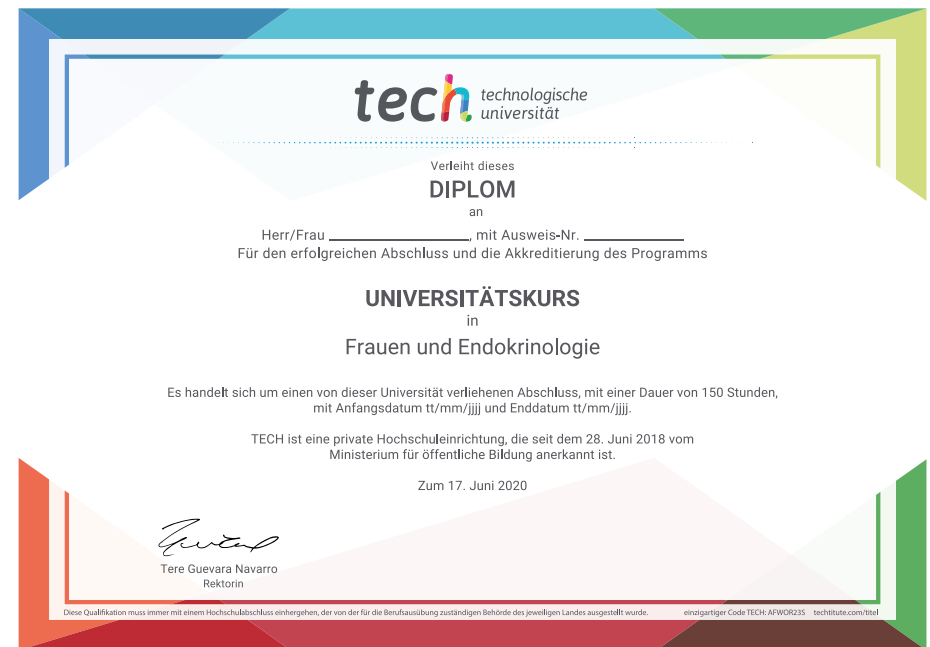 tech technologische
universität
Verleiht dieses
DIPLOM
an
Herr/Frau ____________________, mit Ausweis-Nr. ______________
Für den erfolgreichen Abschluss und die Akkreditierung des Programms
UNIVERSITÄTSKURS
in
Frauen und Endokrinologie
Es handelt sich um einen von dieser Universität verliehenen Abschluss, mit einer Dauer von 150 Stunden,
mit Anfangsdatum tt/mm/jjjj und Enddatum tt/mm/jjjj.
TECH ist eine private Hochschuleinrichtung, die seit dem 28. Juni 2018 vom
Ministerium für öffentliche Bildung anerkannt ist.
Zum 17. Juni 2020
Tere Guevara Navarro
Rektorin
Diese Qualifikation muss immer mit einem Hochschulabschluss einhergehen, der von der für die Berufsausübung zuständigen Behörde des jeweiligen Landes ausgestellt wurde. einzigartiger Code TECH: AFWOR23S techtitute.com/titel